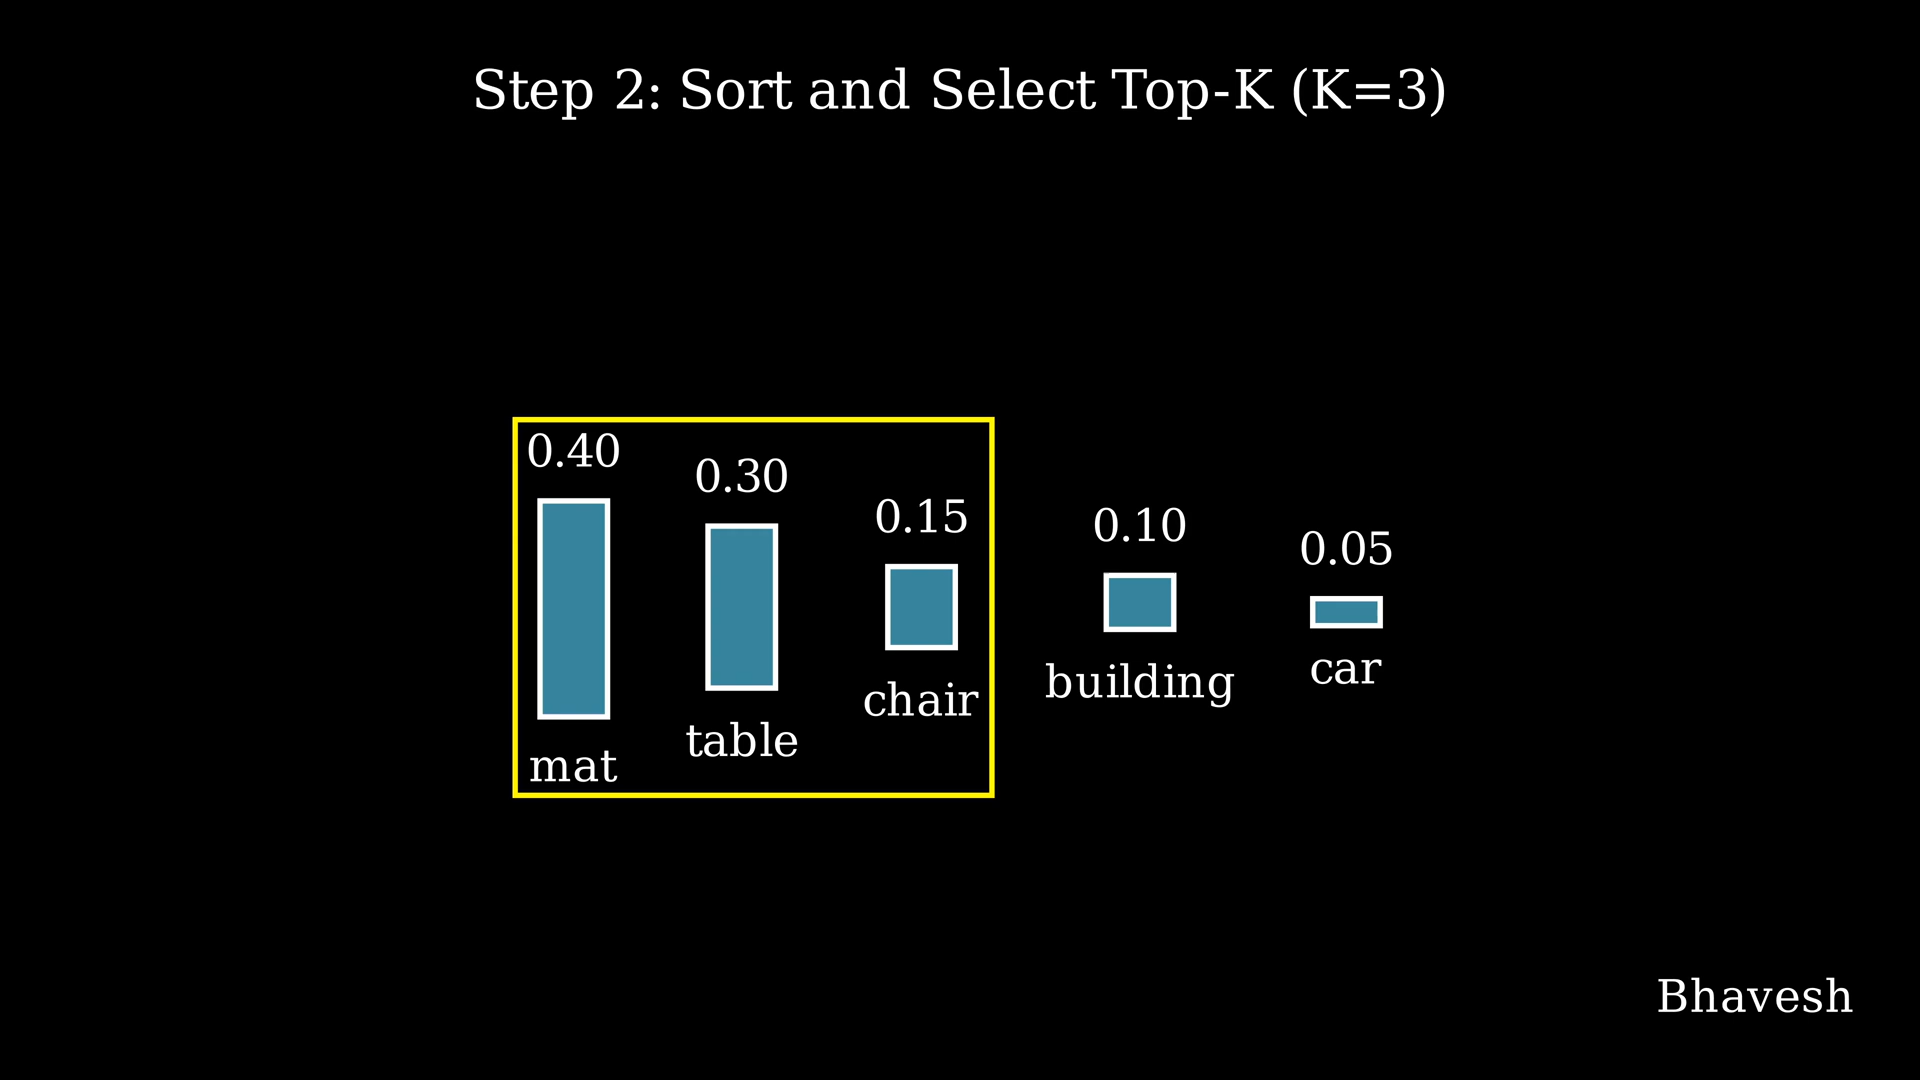 Step 2: Sort and Select Top-K (K=3)
0.40
0.30
0.15
0.10
0.05
mat
table
chair
building
car
Bhavesh